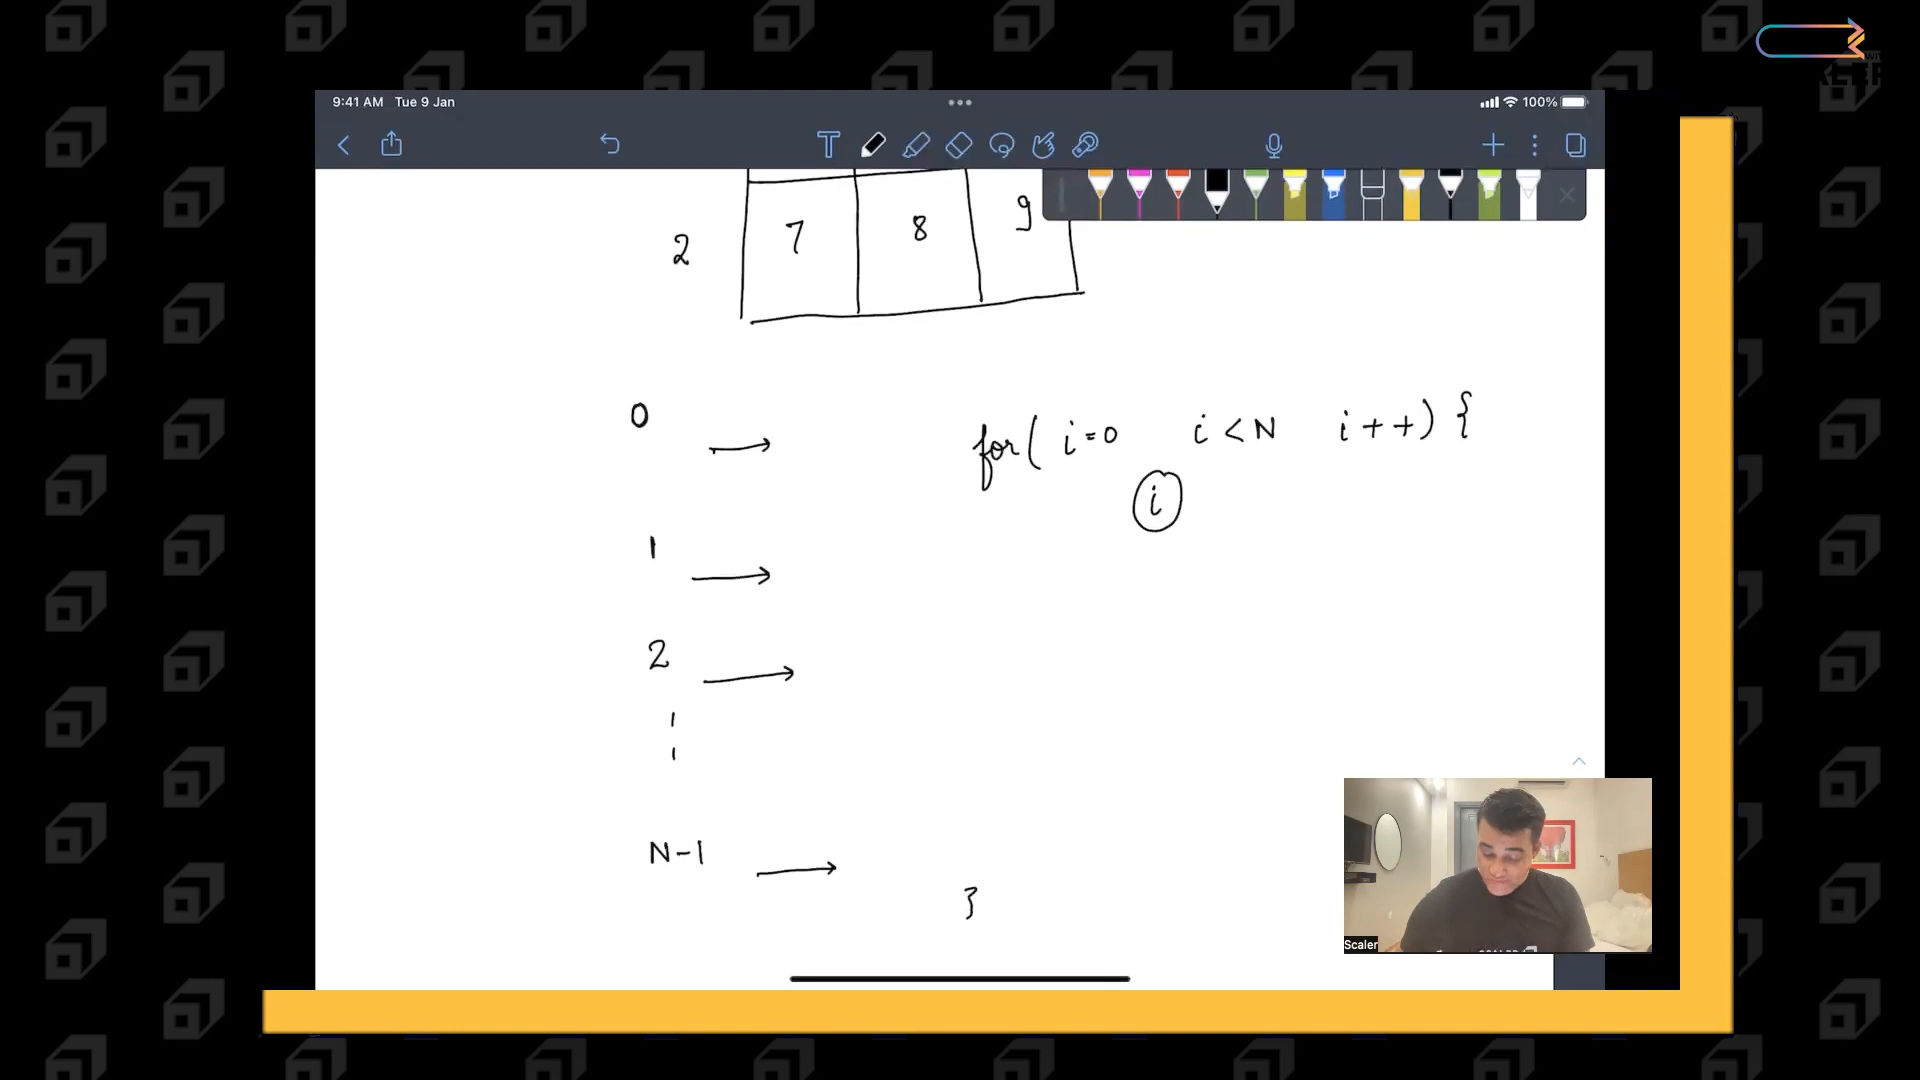 9:41 AM Tue 9 Jan
100%
T
2 7 8 9
0
for( i=0 i<N i++) {
i
1
2
N-1
}
Scaler